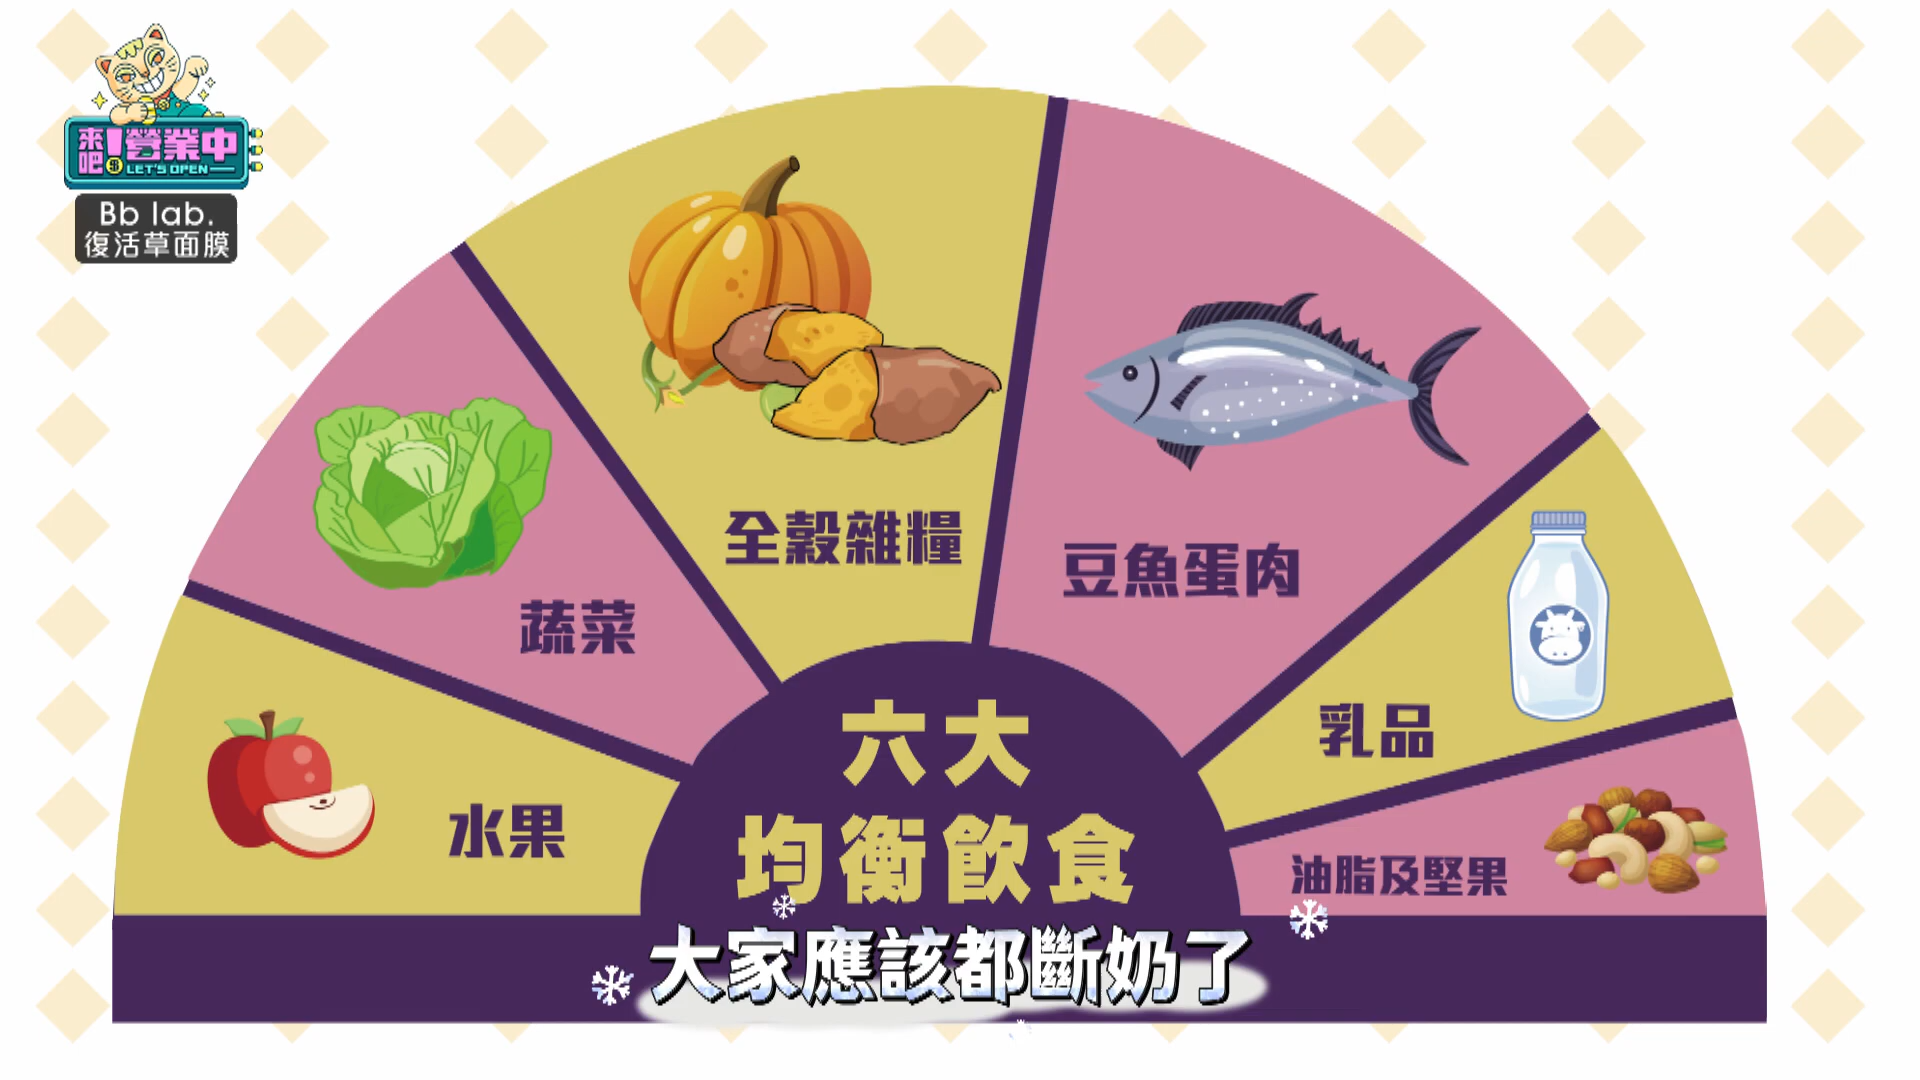 來吧!營業中
LET'S OPEN
Bb lab.
復活草面膜
全穀雜糧
豆魚蛋肉
蔬菜
乳品
水果
油脂及堅果
六大
均衡飲食
大家應該都斷奶了